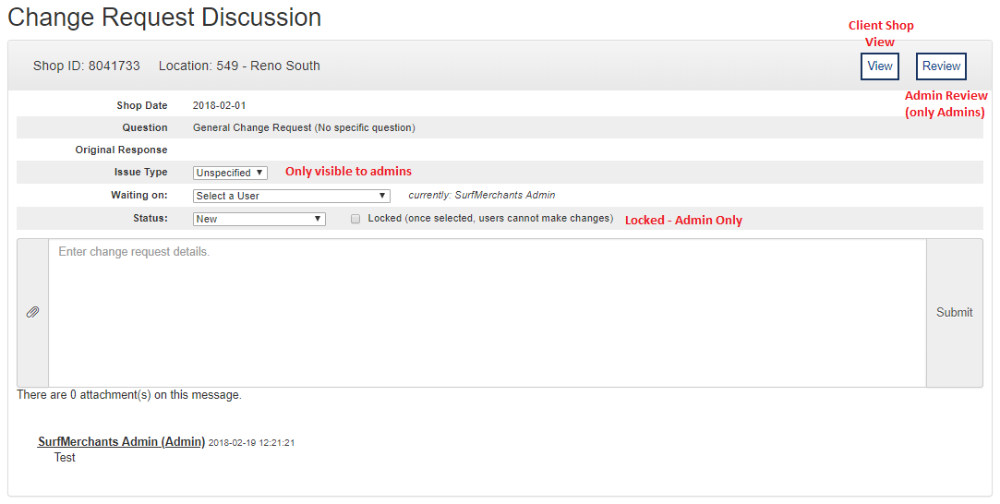 Change Request Discussion
Client Shop
View
Shop ID: 8041733 Location: 549 - Reno South
View Review
Admin Review
(only Admins)
Shop Date 2018-02-01
Question General Change Request (No specific question)
Original Response
Issue Type Unspecified Only visible to admins
Waiting on: Select a User currently: SurfMerchants Admin
Status: New Locked (once selected, users cannot make changes) Locked - Admin Only
Enter change request details.
Submit
There are 0 attachment(s) on this message.
SurfMerchants Admin (Admin) 2018-02-19 12:21:21
Test